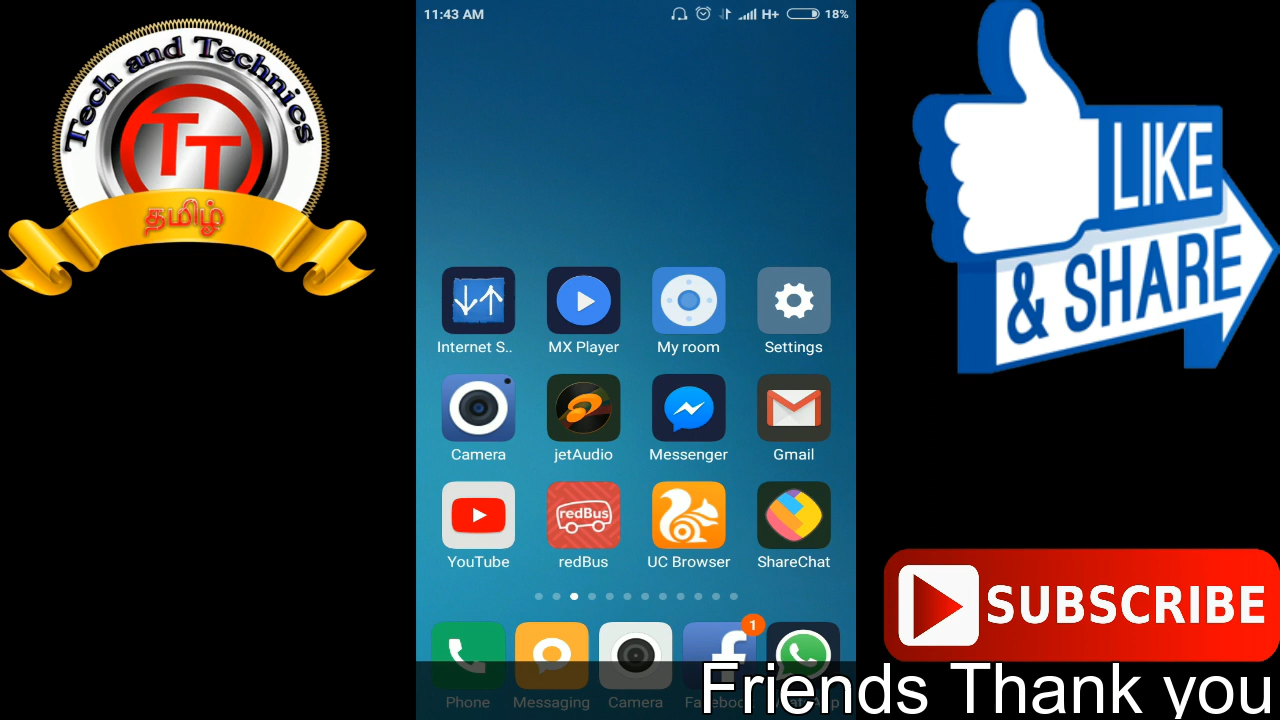 Tech and Technics
TT
தமிழ்
11:43 AM
H+ 18%
Internet S..
MX Player
My room
Settings
Camera
jetAudio
Messenger
Gmail
redBus
YouTube
redBus
UC Browser
ShareChat
1
Phone
Messaging
Camera
LIKE
& SHARE
SUBSCRIBE
Friends Thank you